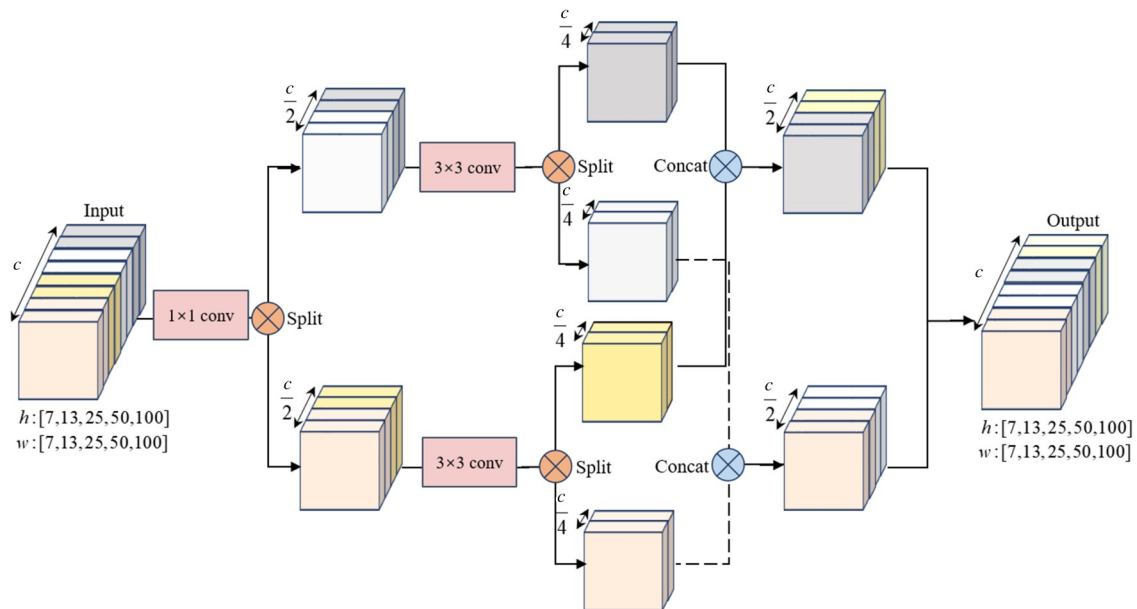 c/4
c/2
3×3 conv
Split
Concat
c/2
c/4
Input
c
1×1 conv
Split
h:[7,13,25,50,100]
w:[7,13,25,50,100]
c/4
c/2
3×3 conv
Split
Concat
c/2
c/4
Output
c
h:[7,13,25,50,100]
w:[7,13,25,50,100]